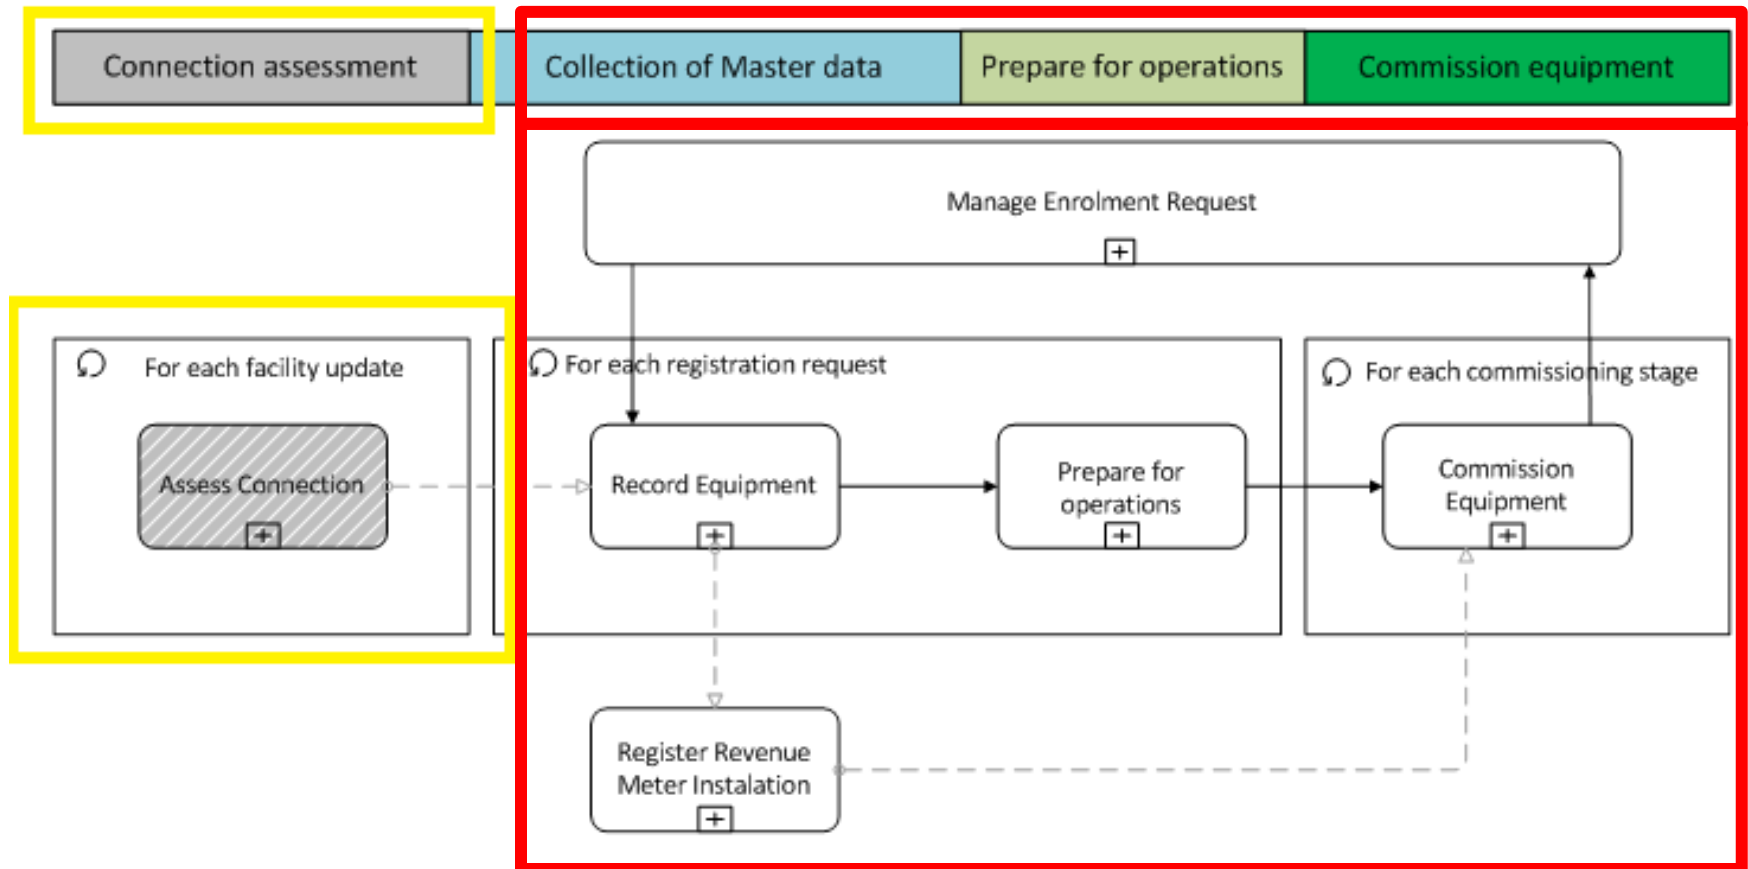 Connection assessment
Collection of Master data
Prepare for operations
Commission equipment
Manage Enrolment Request
For each facility update
For each registration request
For each commissioning stage
Assess Connection
Record Equipment
Prepare for
operations
Commission
Equipment
Register Revenue
Meter Instalation